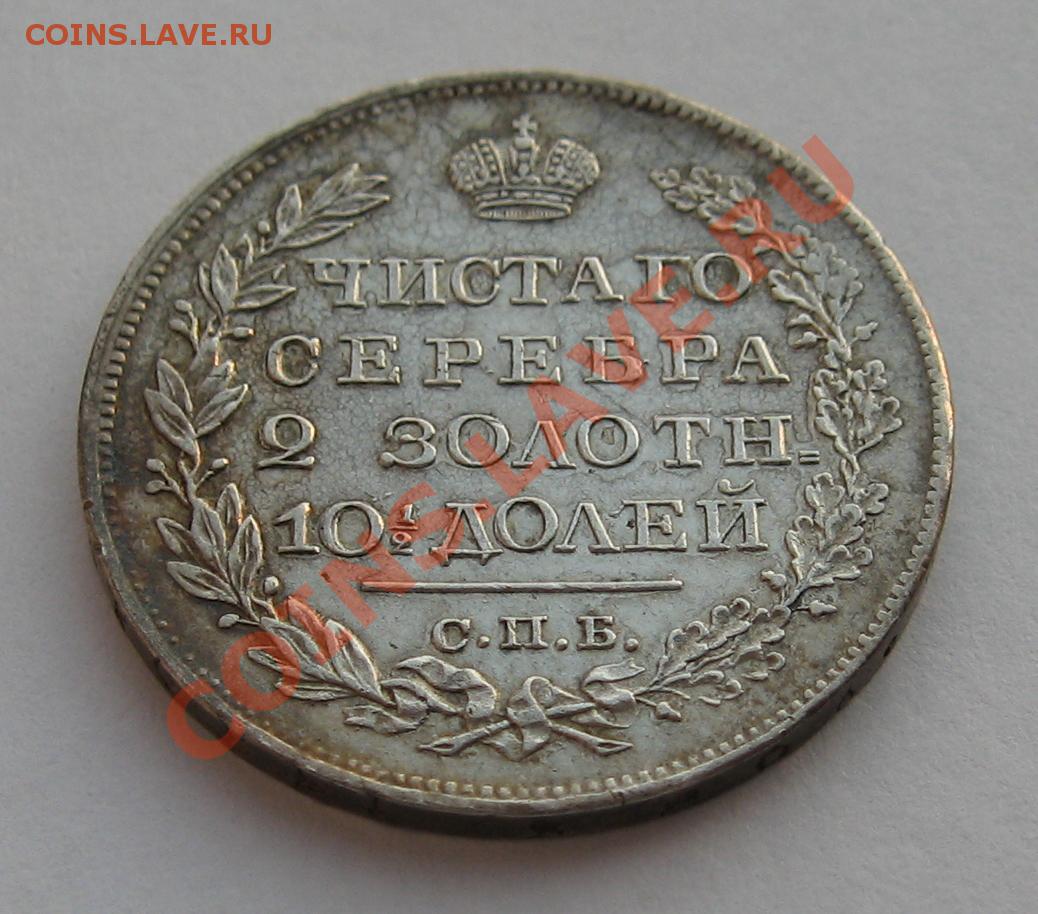 COINS.LAVE.RU
ЧИСТАГО
СЕРЕБРА
2 ЗОЛОТН=
10½ ДОЛЕЙ
С.П.Б.
COINS.LAVE.RU